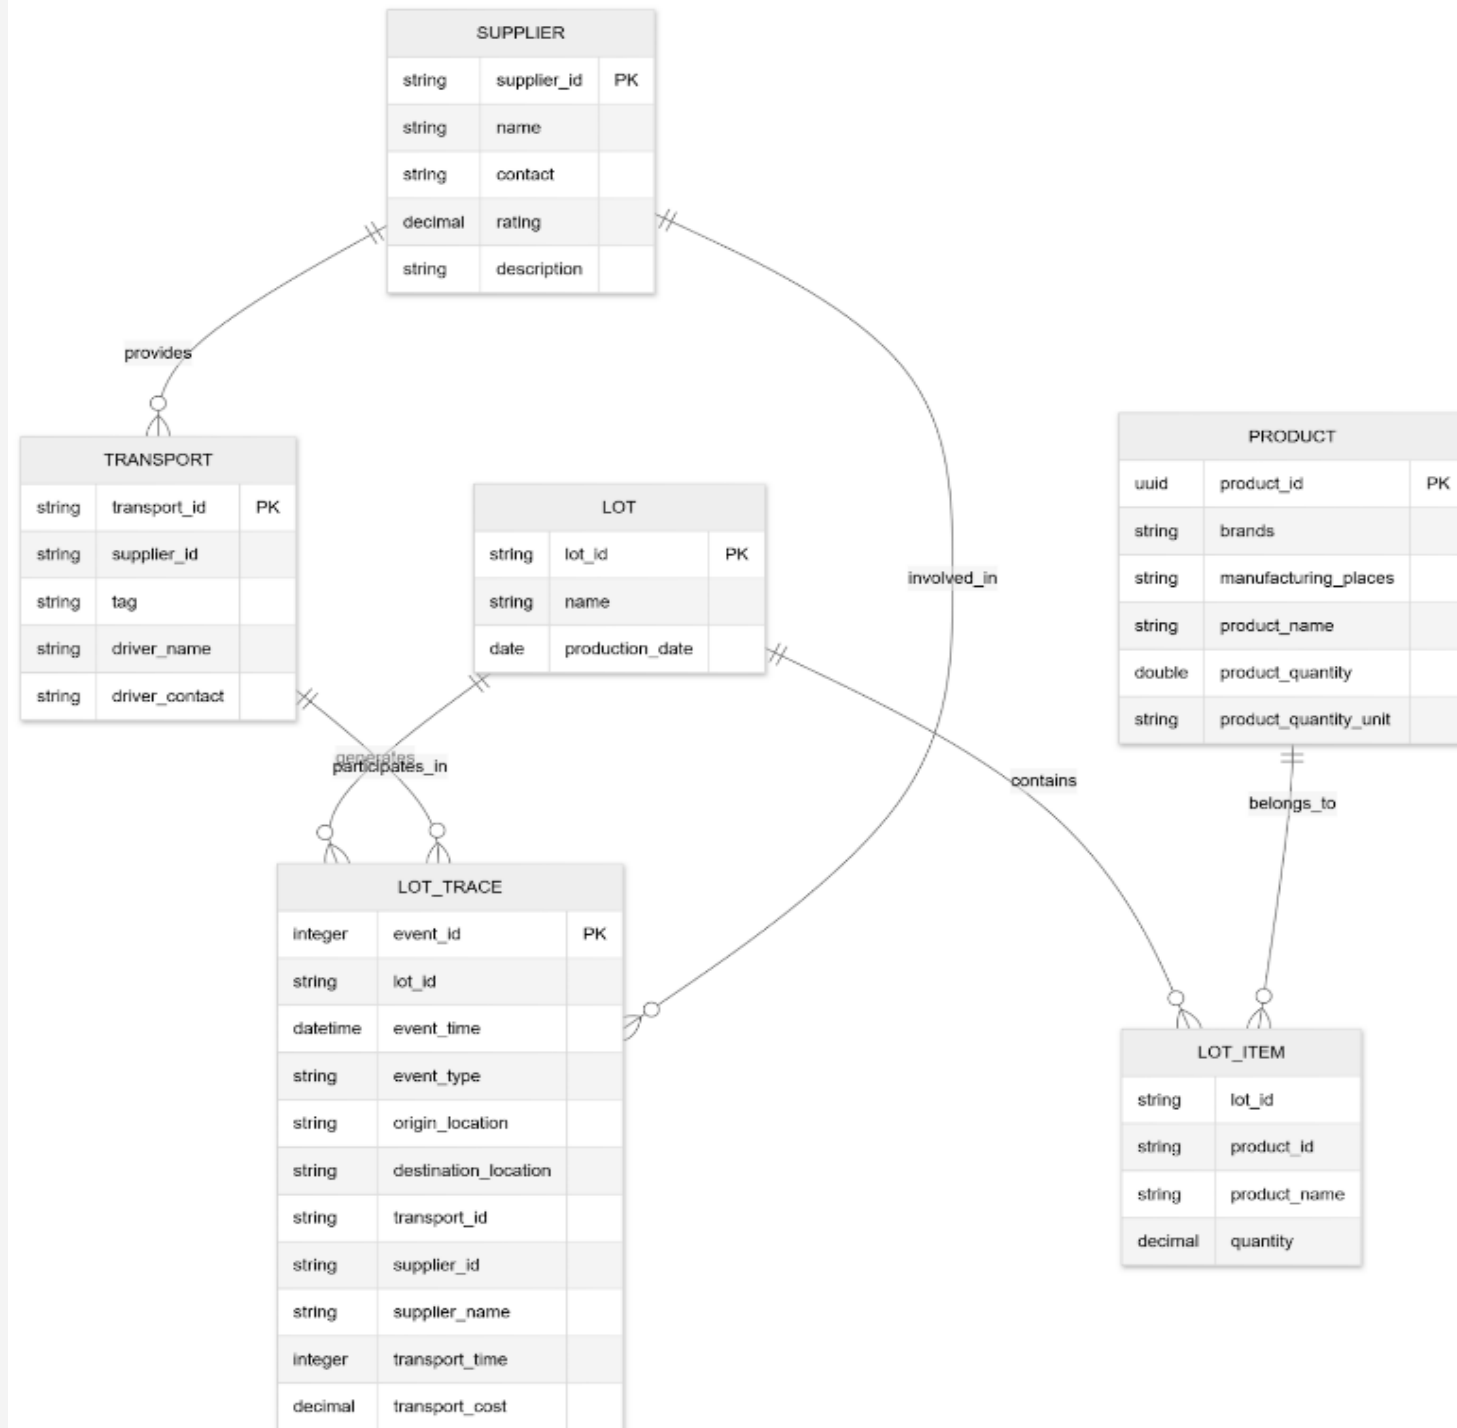 SUPPLIER
string supplier_id PK
string name
string contact
decimal rating
string description
provides
TRANSPORT
string transport_id PK
string supplier_id
string tag
string driver_name
string driver_contact
LOT
string lot_id PK
string name
date production_date
involved_in
PRODUCT
uuid product_id PK
string brands
string manufacturing_places
string product_name
double product_quantity
string product_quantity_unit
generates
participates_in
contains
belongs_to
LOT_TRACE
integer event_id PK
string lot_id
datetime event_time
string event_type
string origin_location
string destination_location
string transport_id
string supplier_id
string supplier_name
integer transport_time
decimal transport_cost
LOT_ITEM
string lot_id
string product_id
string product_name
decimal quantity